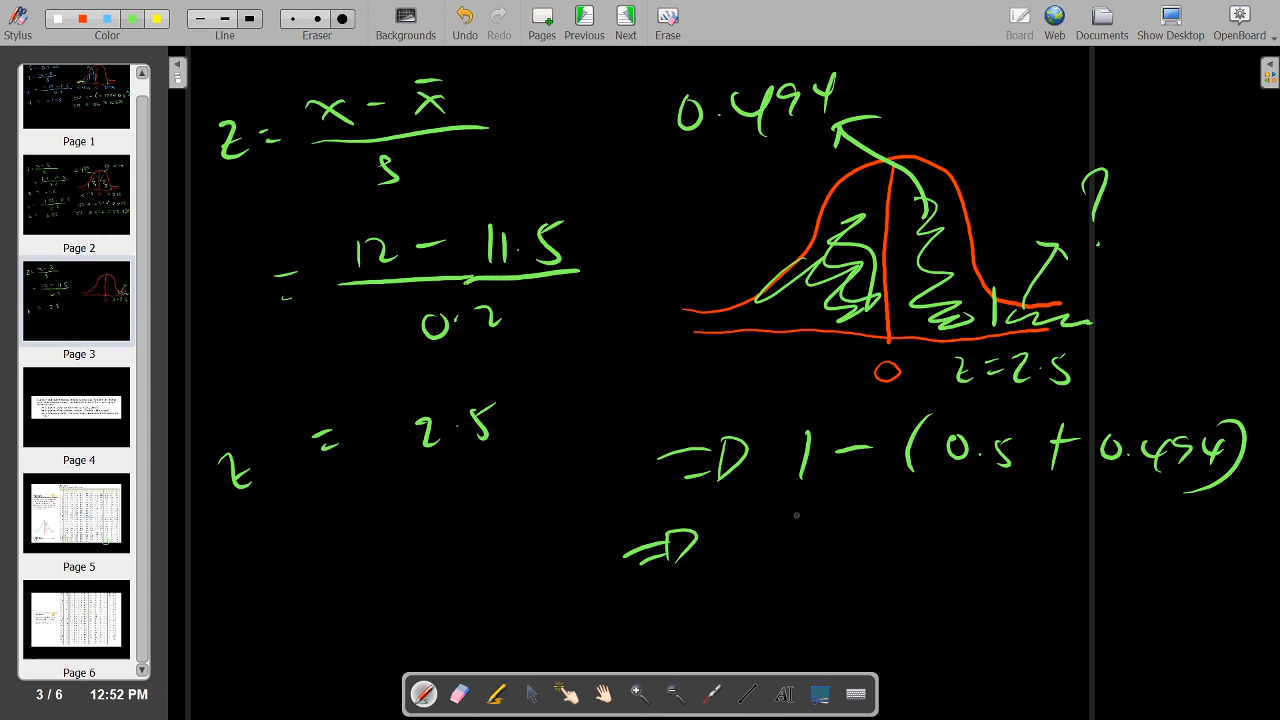 Stylus
Color
Line
Eraser
Backgrounds
Undo
Redo
Pages
Previous
Next
Erase
Board
Web
Documents
Show Desktop
OpenBoard
Page 1
Page 2
Page 3
Page 4
Page 5
Page 6
3 / 6 12:52 PM
z = x - x̄ / s
= 12 - 11.5 / 0.2
z = 2.5
0.494
?
0
z = 2.5
=D 1 - (0.5 + 0.494)
=D
AI